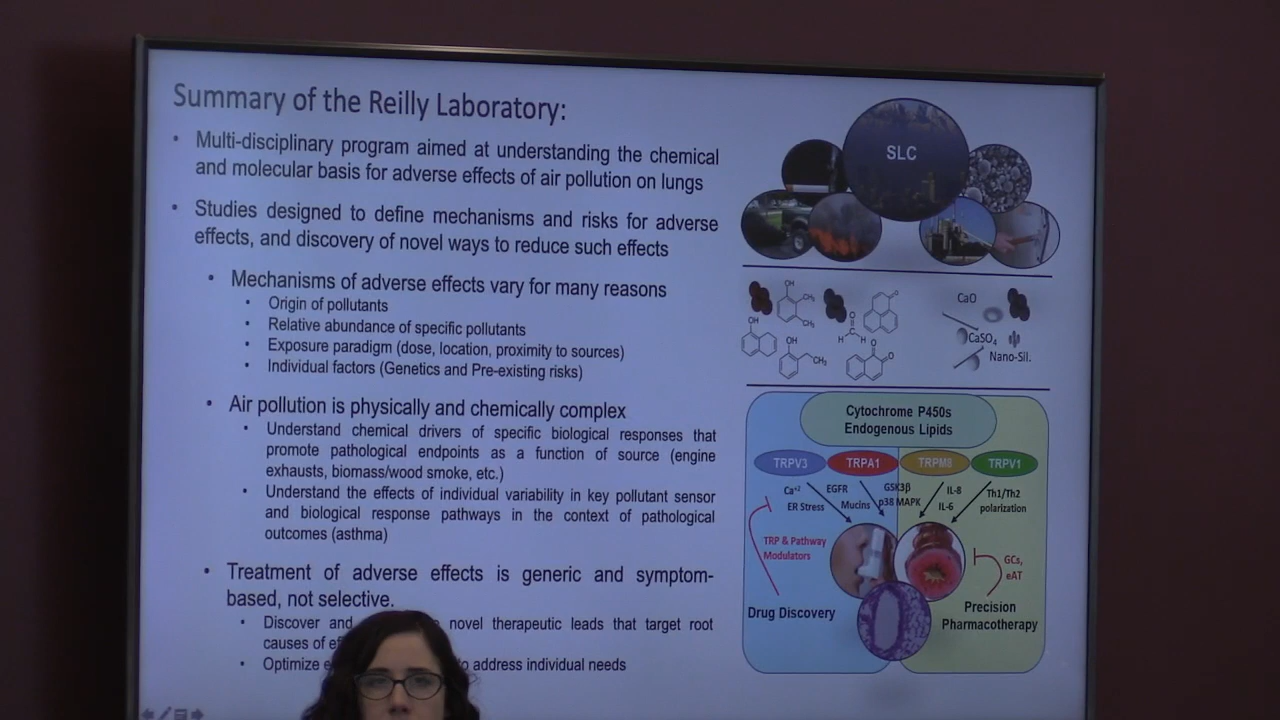 Summary of the Reilly Laboratory:
• Multi-disciplinary program aimed at understanding the chemical
and molecular basis for adverse effects of air pollution on lungs
• Studies designed to define mechanisms and risks for adverse
effects, and discovery of novel ways to reduce such effects
• Mechanisms of adverse effects vary for many reasons
• Origin of pollutants
• Relative abundance of specific pollutants
• Exposure paradigm (dose, location, proximity to sources)
• Individual factors (Genetics and Pre-existing risks)
• Air pollution is physically and chemically complex
• Understand chemical drivers of specific biological responses that
promote pathological endpoints as a function of source (engine
exhausts, biomass/wood smoke, etc.)
• Understand the effects of individual variability in key pollutant sensor
and biological response pathways in the context of pathological
outcomes (asthma)
• Treatment of adverse effects is generic and symptom-
based, not selective.
• Discover and novel therapeutic leads that target root
causes of
• Optimize to address individual needs
SLC
OH
CH₃
CH₃
OH
OH
CH₃
O
H H
O
O
O
CaO
CaSO₄
Nano-Sil.
Cytochrome P450s
Endogenous Lipids
TRPV3 TRPA1 TRPM8 TRPV1
Ca⁺² EGFR GSK3β IL-8 Th1/Th2
ER Stress Mucins p38 MAPK IL-6 polarization
TRP & Pathway
Modulators
GCs,
eAT
Drug Discovery
Precision
Pharmacotherapy